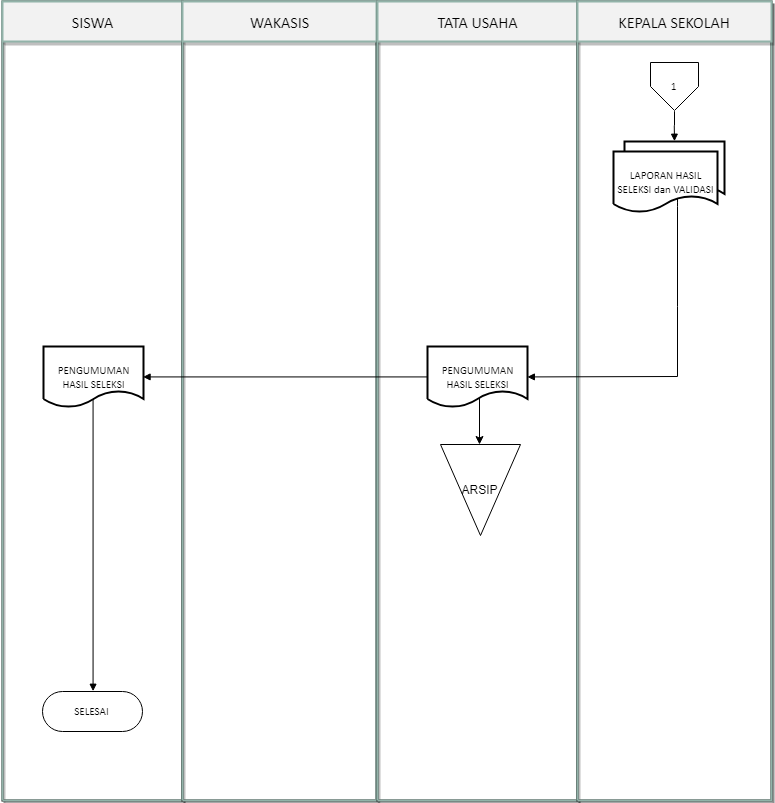 SISWA
WAKASIS
TATA USAHA
KEPALA SEKOLAH
1
LAPORAN HASIL
SELEKSI dan VALIDASI
PENGUMUMAN
HASIL SELEKSI
PENGUMUMAN
HASIL SELEKSI
ARSIP
SELESAI